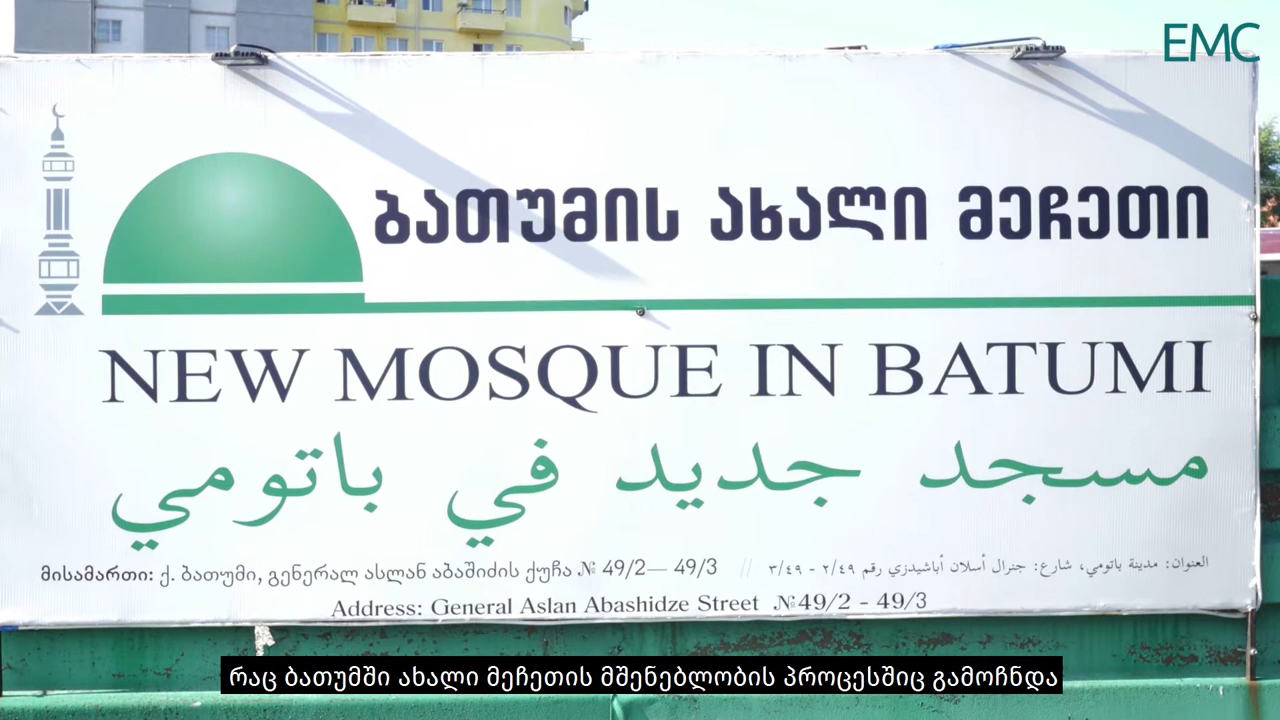 EMC
ბათუმის ახალი მეჩეთი
NEW MOSQUE IN BATUMI
مسجد جديد في باتومي
მისამართი: ქ. ბათუმი, გენერალ ასლან აბაშიძის ქუჩა № 49/2— 49/3 // العنوان: مدينة باتومي، شارع: جنرال أسلان أباشيدزي رقم ٢/٤٩ - ٣/٤٩
Address: General Aslan Abashidze Street №49/2 - 49/3
რაც ბათუმში ახალი მეჩეთის მშენებლობის პროცესშიც გამოჩნდა